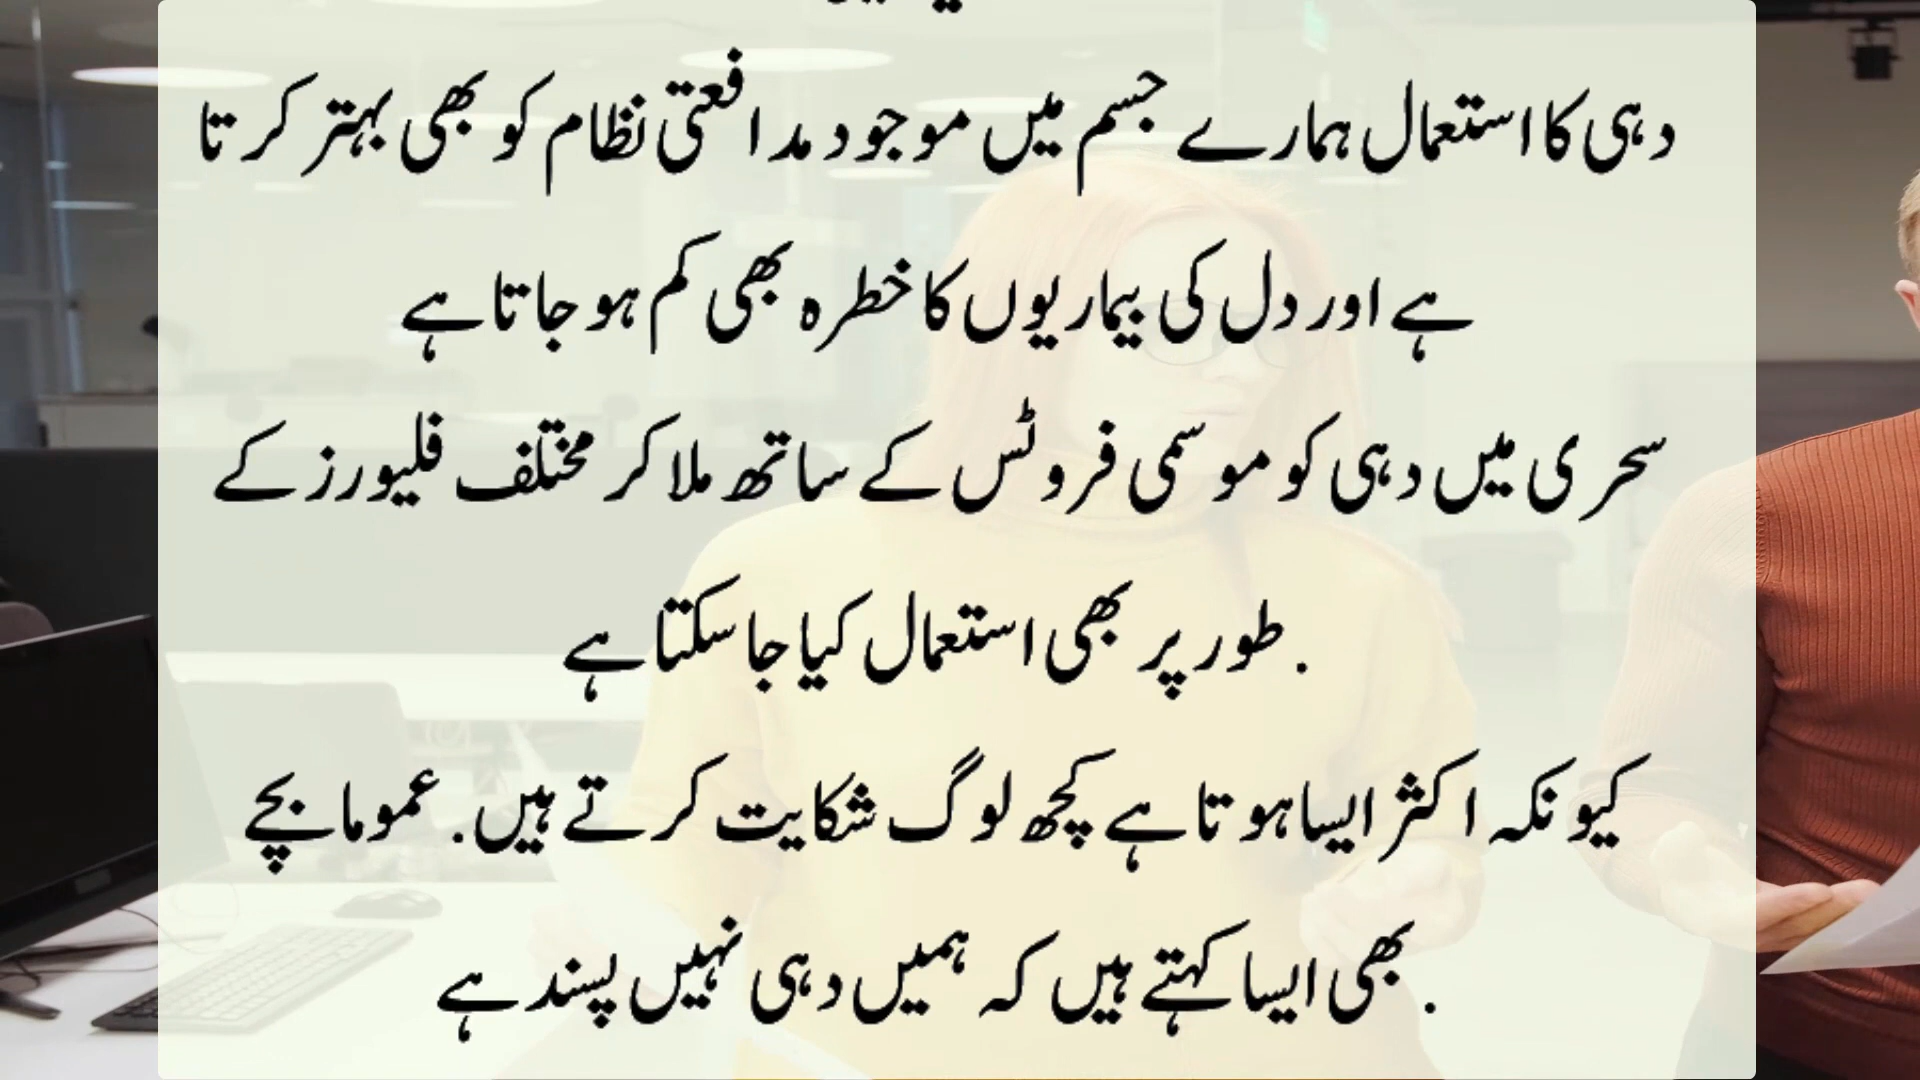 دہی کا استعمال ہمارے جسم میں موجود مدافعتی نظام کو بھی بہتر کرتا
ہے اور دل کی بیماریوں کا خطرہ بھی کم ہو جاتا ہے
سحری میں دہی کو موسمی فروٹس کے ساتھ ملا کر مختلف فلیورز کے
. طور پر بھی استعمال کیا جا سکتا ہے
کیونکہ اکثر ایسا ہوتا ہے کچھ لوگ شکایت کرتے ہیں. عموما بچے
. بھی ایسا کہتے ہیں کہ ہمیں دہی نہیں پسند ہے